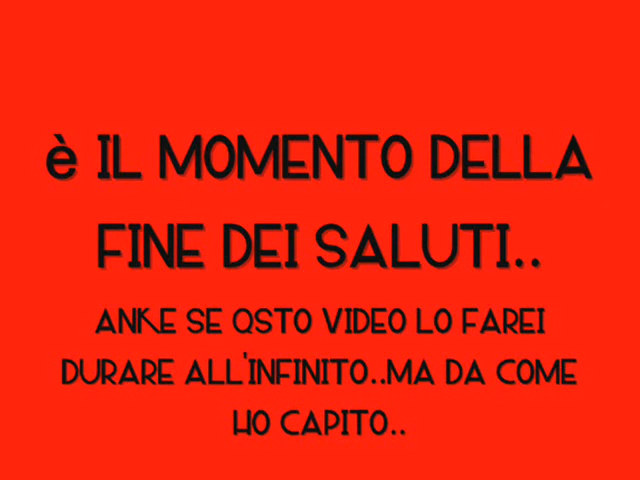 è IL MOMENTO DELLA
FINE DEI SALUTI..
ANKE SE QSTO VIDEO LO FAREI
DURARE ALL'INFINITO..MA DA COME
HO CAPITO..